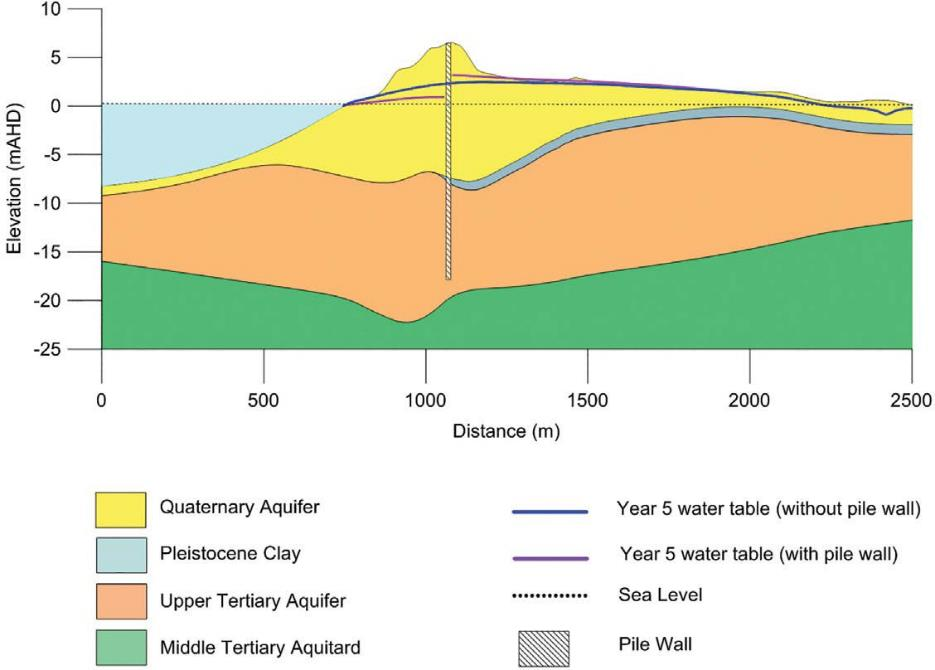 10
5
0
-5
-10
-15
-20
-25
Elevation (mAHD)
0 500 1000 1500 2000 2500
Distance (m)
Quaternary Aquifer
Pleistocene Clay
Upper Tertiary Aquifer
Middle Tertiary Aquitard
Year 5 water table (without pile wall)
Year 5 water table (with pile wall)
Sea Level
Pile Wall